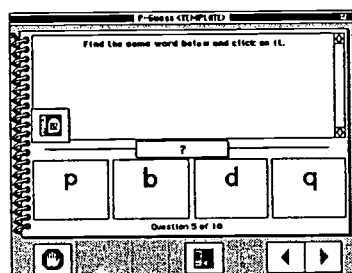 P-Guess <TEMPLATE>
Find the same word below and click on it.
?
p b d q
Question 5 of 10